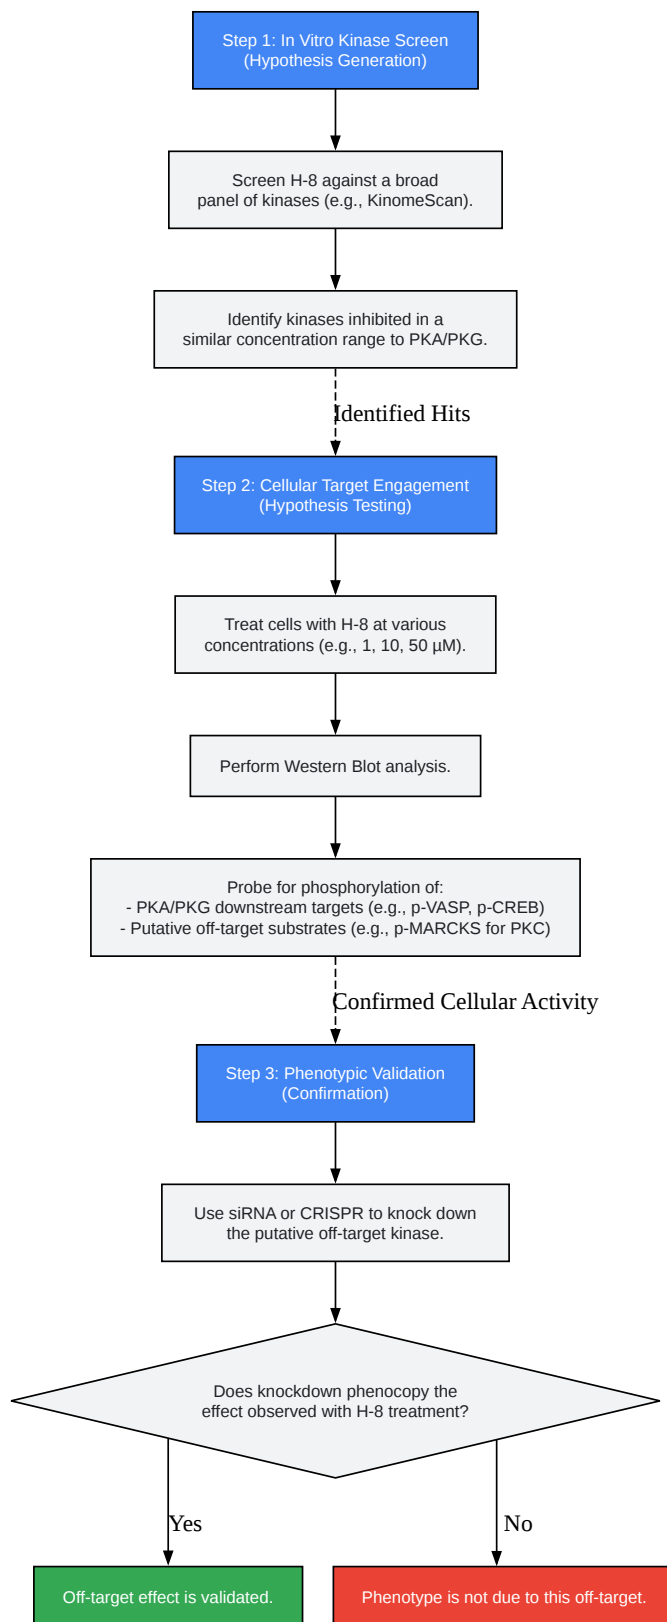 Step 1: In Vitro Kinase Screen
(Hypothesis Generation)
Screen H-8 against a broad
panel of kinases (e.g., KinomeScan).
Identify kinases inhibited in a
similar concentration range to PKA/PKG.
Identified Hits
Step 2: Cellular Target Engagement
(Hypothesis Testing)
Treat cells with H-8 at various
concentrations (e.g., 1, 10, 50 µM).
Perform Western Blot analysis.
Probe for phosphorylation of:
- PKA/PKG downstream targets (e.g., p-VASP, p-CREB)
- Putative off-target substrates (e.g., p-MARCKS for PKC)
Confirmed Cellular Activity
Step 3: Phenotypic Validation
(Confirmation)
Use siRNA or CRISPR to knock down
the putative off-target kinase.
Does knockdown phenocopy the
effect observed with H-8 treatment?
Yes
No
Off-target effect is validated.
Phenotype is not due to this off-target.